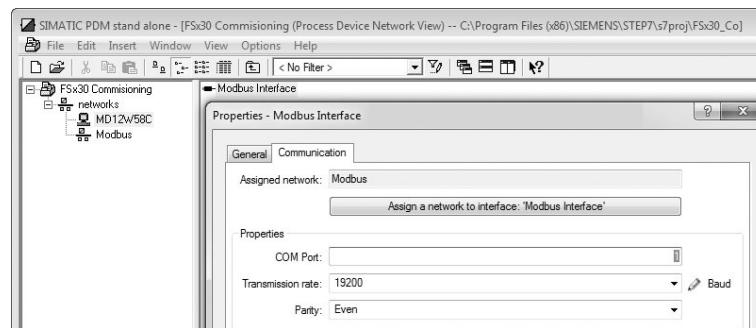 SIMATIC PDM stand alone - [FSx30 Commisioning (Process Device Network View) -- C:\Program Files (x86)\SIEMENS\STEP7\s7proj\FSx30_Co]
File Edit Insert Window View Options Help
< No Filter >
FSx30 Commisioning
networks
MD12W58C
Modbus
Modbus Interface
Properties - Modbus Interface
General Communication
Assigned network: Modbus
Assign a network to interface: 'Modbus Interface'
Properties
COM Port:
Transmission rate: 19200 Baud
Parity: Even